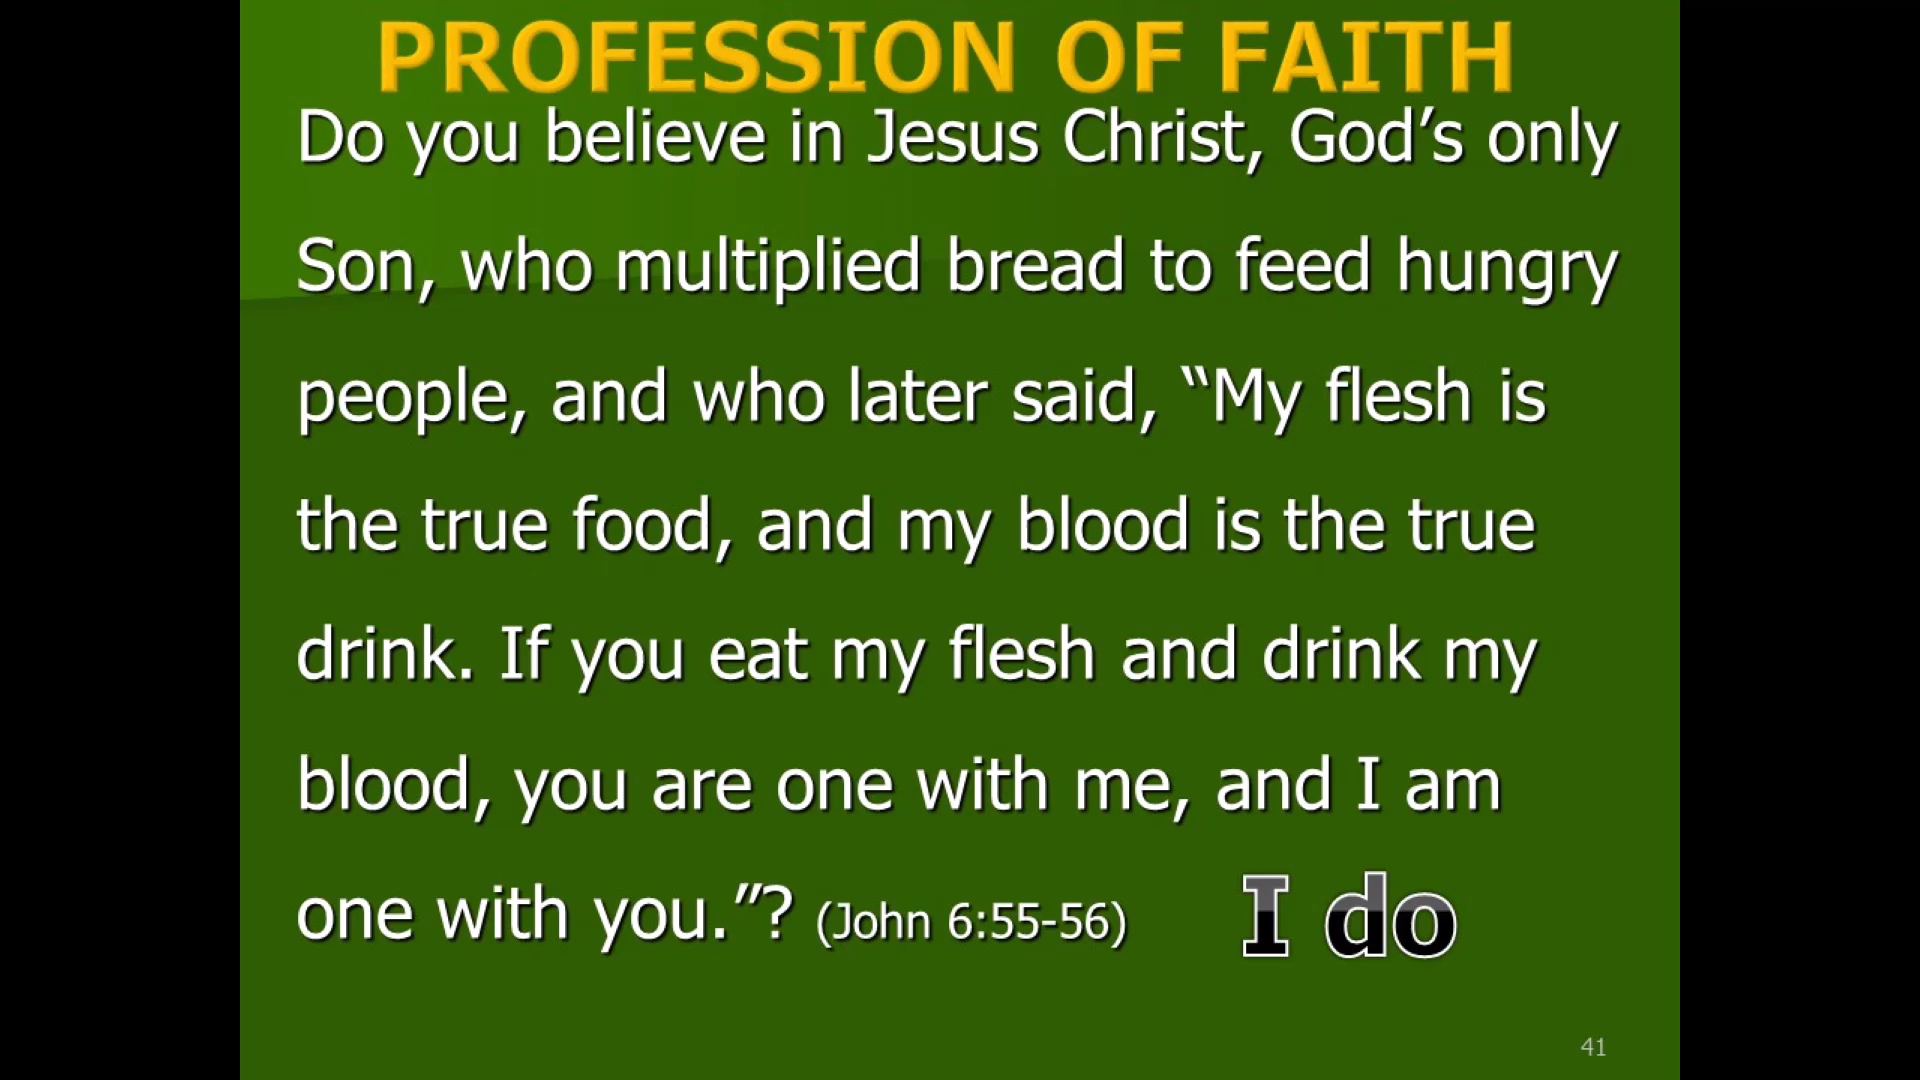 PROFESSION OF FAITH
Do you believe in Jesus Christ, God’s only
Son, who multiplied bread to feed hungry
people, and who later said, “My flesh is
the true food, and my blood is the true
drink. If you eat my flesh and drink my
blood, you are one with me, and I am
one with you.”? (John 6:55-56) I do
41